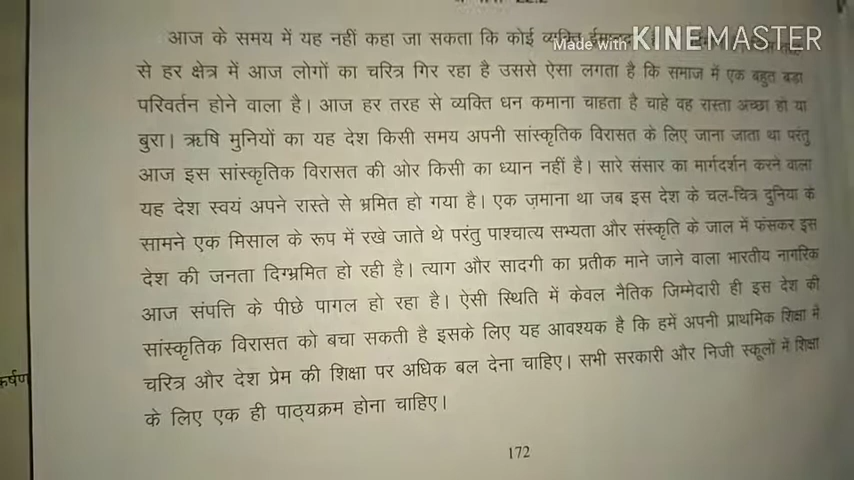 आज के समय में यह नहीं कहा जा सकता कि कोई व्यक्ति
Made with KINEMASTER
से हर क्षेत्र में आज लोगों का चरित्र गिर रहा है उससे ऐसा लगता है कि समाज में एक बहुत बडा
परिवर्तन होने वाला है। आज हर तरह से व्यक्ति धन कमाना चाहता है चाहे वह रास्ता अच्छा हो या
बुरा। ऋषि मुनियों का यह देश किसी समय अपनी सांस्कृतिक विरासत के लिए जाना जाता था परंतु
आज इस सांस्कृतिक विरासत की ओर किसी का ध्यान नहीं है। सारे संसार का मार्गदर्शन करने वाला
यह देश स्वयं अपने रास्ते से भ्रमित हो गया है। एक ज़माना था जब इस देश के चल-चित्र दुनिया के
सामने एक मिसाल के रूप में रखे जाते थे परंतु पाश्चात्य सभ्यता और संस्कृति के जाल में फंसकर इस
देश की जनता दिग्भ्रमित हो रही है। त्याग और सादगी का प्रतीक माने जाने वाला भारतीय नागरिक
आज संपत्ति के पीछे पागल हो रहा है। ऐसी स्थिति में केवल नैतिक जिम्मेदारी ही इस देश की
सांस्कृतिक विरासत को बचा सकती है इसके लिए यह आवश्यक है कि हमें अपनी प्राथमिक शिक्षा में
चरित्र और देश प्रेम की शिक्षा पर अधिक बल देना चाहिए। सभी सरकारी और निजी स्कूलों में शिक्षा
के लिए एक ही पाठ्यक्रम होना चाहिए।
172